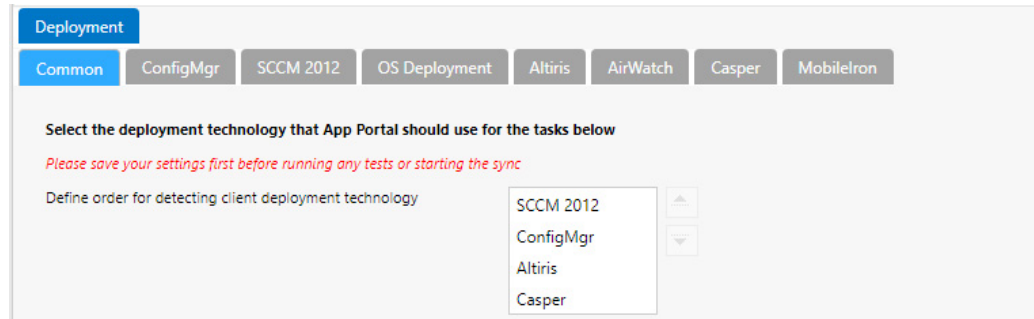 Deployment
Common ConfigMgr SCCM 2012 OS Deployment Altiris AirWatch Casper MobileIron
Select the deployment technology that App Portal should use for the tasks below
Please save your settings first before running any tests or starting the sync
Define order for detecting client deployment technology
SCCM 2012
ConfigMgr
Altiris
Casper